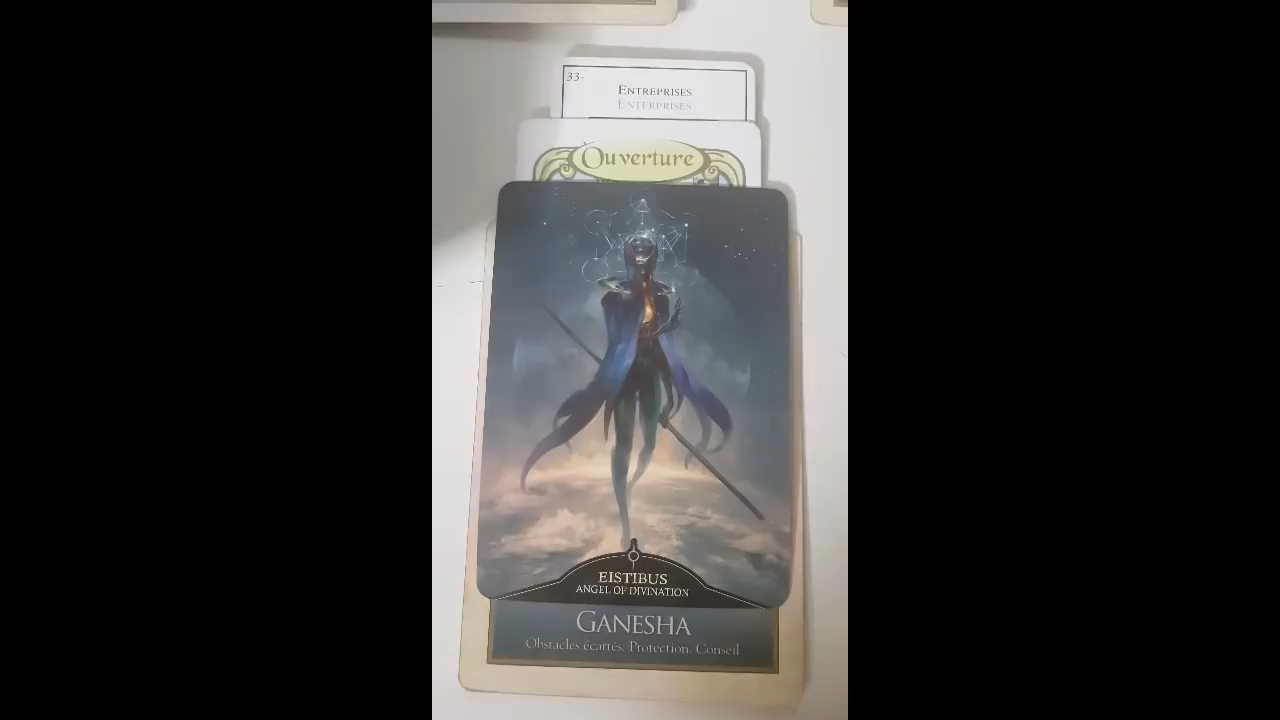 33.
ENTREPRISES
ENTERPRISES
Ouverture
EISTIBUS
ANGEL OF DIVINATION
GANESHA
Obstacles écartés. Protection. Conseil